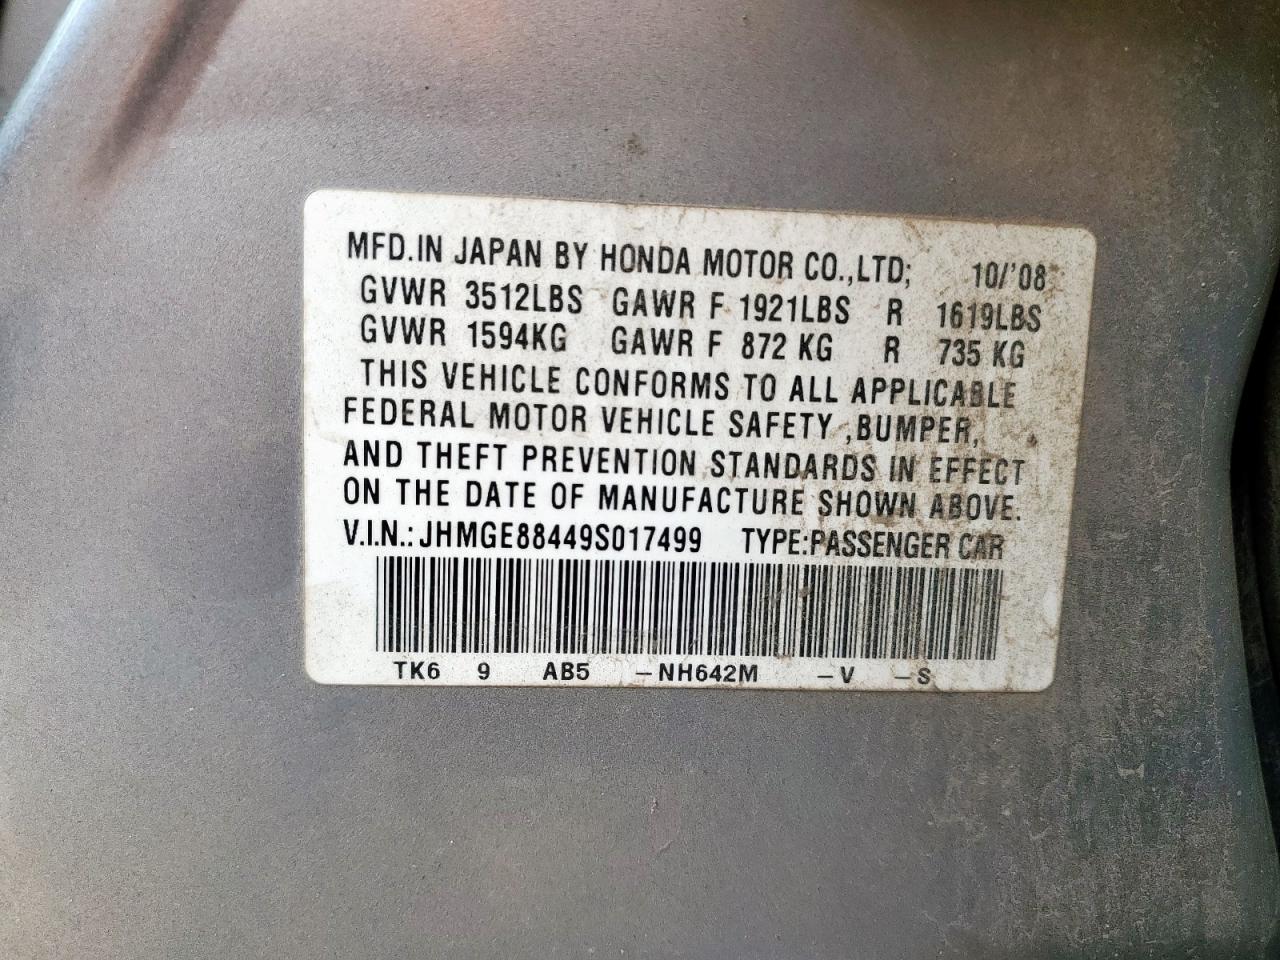 MFD.IN JAPAN BY HONDA MOTOR CO.,LTD; 10/'08
GVWR 3512LBS GAWR F 1921LBS R 1619LBS
GVWR 1594KG GAWR F 872 KG R 735 KG
THIS VEHICLE CONFORMS TO ALL APPLICABLE
FEDERAL MOTOR VEHICLE SAFETY ,BUMPER,
AND THEFT PREVENTION STANDARDS IN EFFECT
ON THE DATE OF MANUFACTURE SHOWN ABOVE.
V.I.N.: JHMGE88449S017499 TYPE:PASSENGER CAR
TK6 9 AB5 –NH642M –V –S